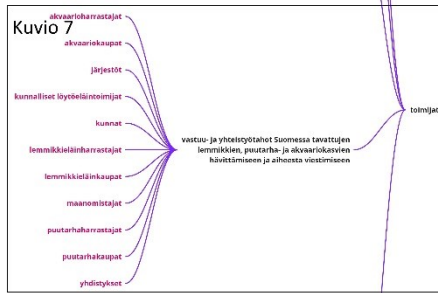 Kuvio 7
akvaarioharrastajat
akvaariokaupat
järjestöt
kunnalliset löytöeläintoimijat
kunnat
lemmikkieläinharrastajat
lemmikkieläinkaupat
maanomistajat
puutarhaharrastajat
puutarhakaupat
yhdistykset
vastuu- ja yhteistyötahot Suomessa tavattujen
lemmikkien, puutarha- ja akvaariokasvien
hävittämiseen ja aiheesta viestimiseen
toimijat